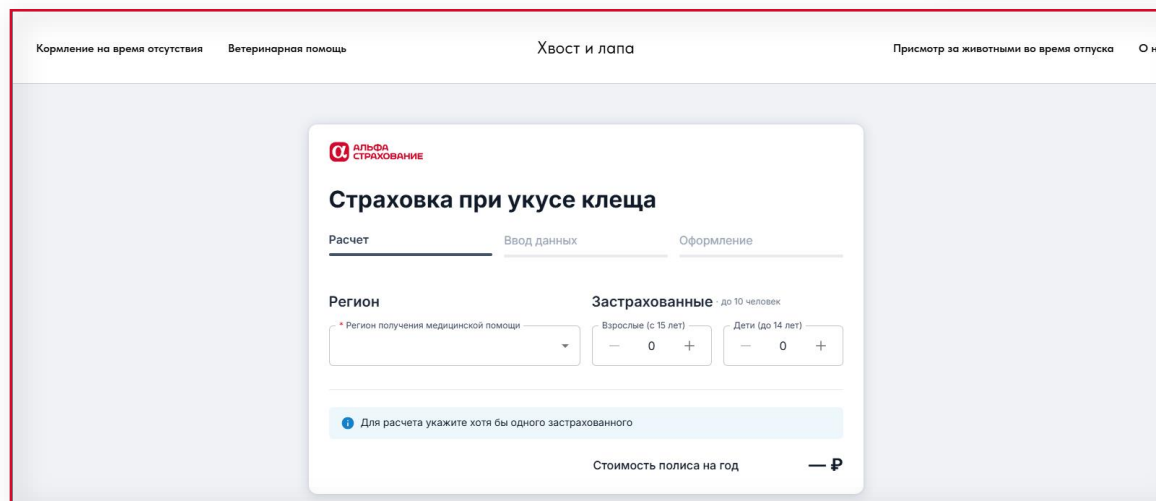 Кормление на время отсутствия Ветеринарная помощь Хвост и лапа Присмотр за животными во время отпуска О н
АЛЬФА
СТРАХОВАНИЕ
Страховка при укусе клеща
Расчет Ввод данных Оформление
Регион Застрахованные · до 10 человек
* Регион получения медицинской помощи Взрослые (с 15 лет) Дети (до 14 лет)
— 0 + — 0 +
Для расчета укажите хотя бы одного застрахованного
Стоимость полиса на год — ₽